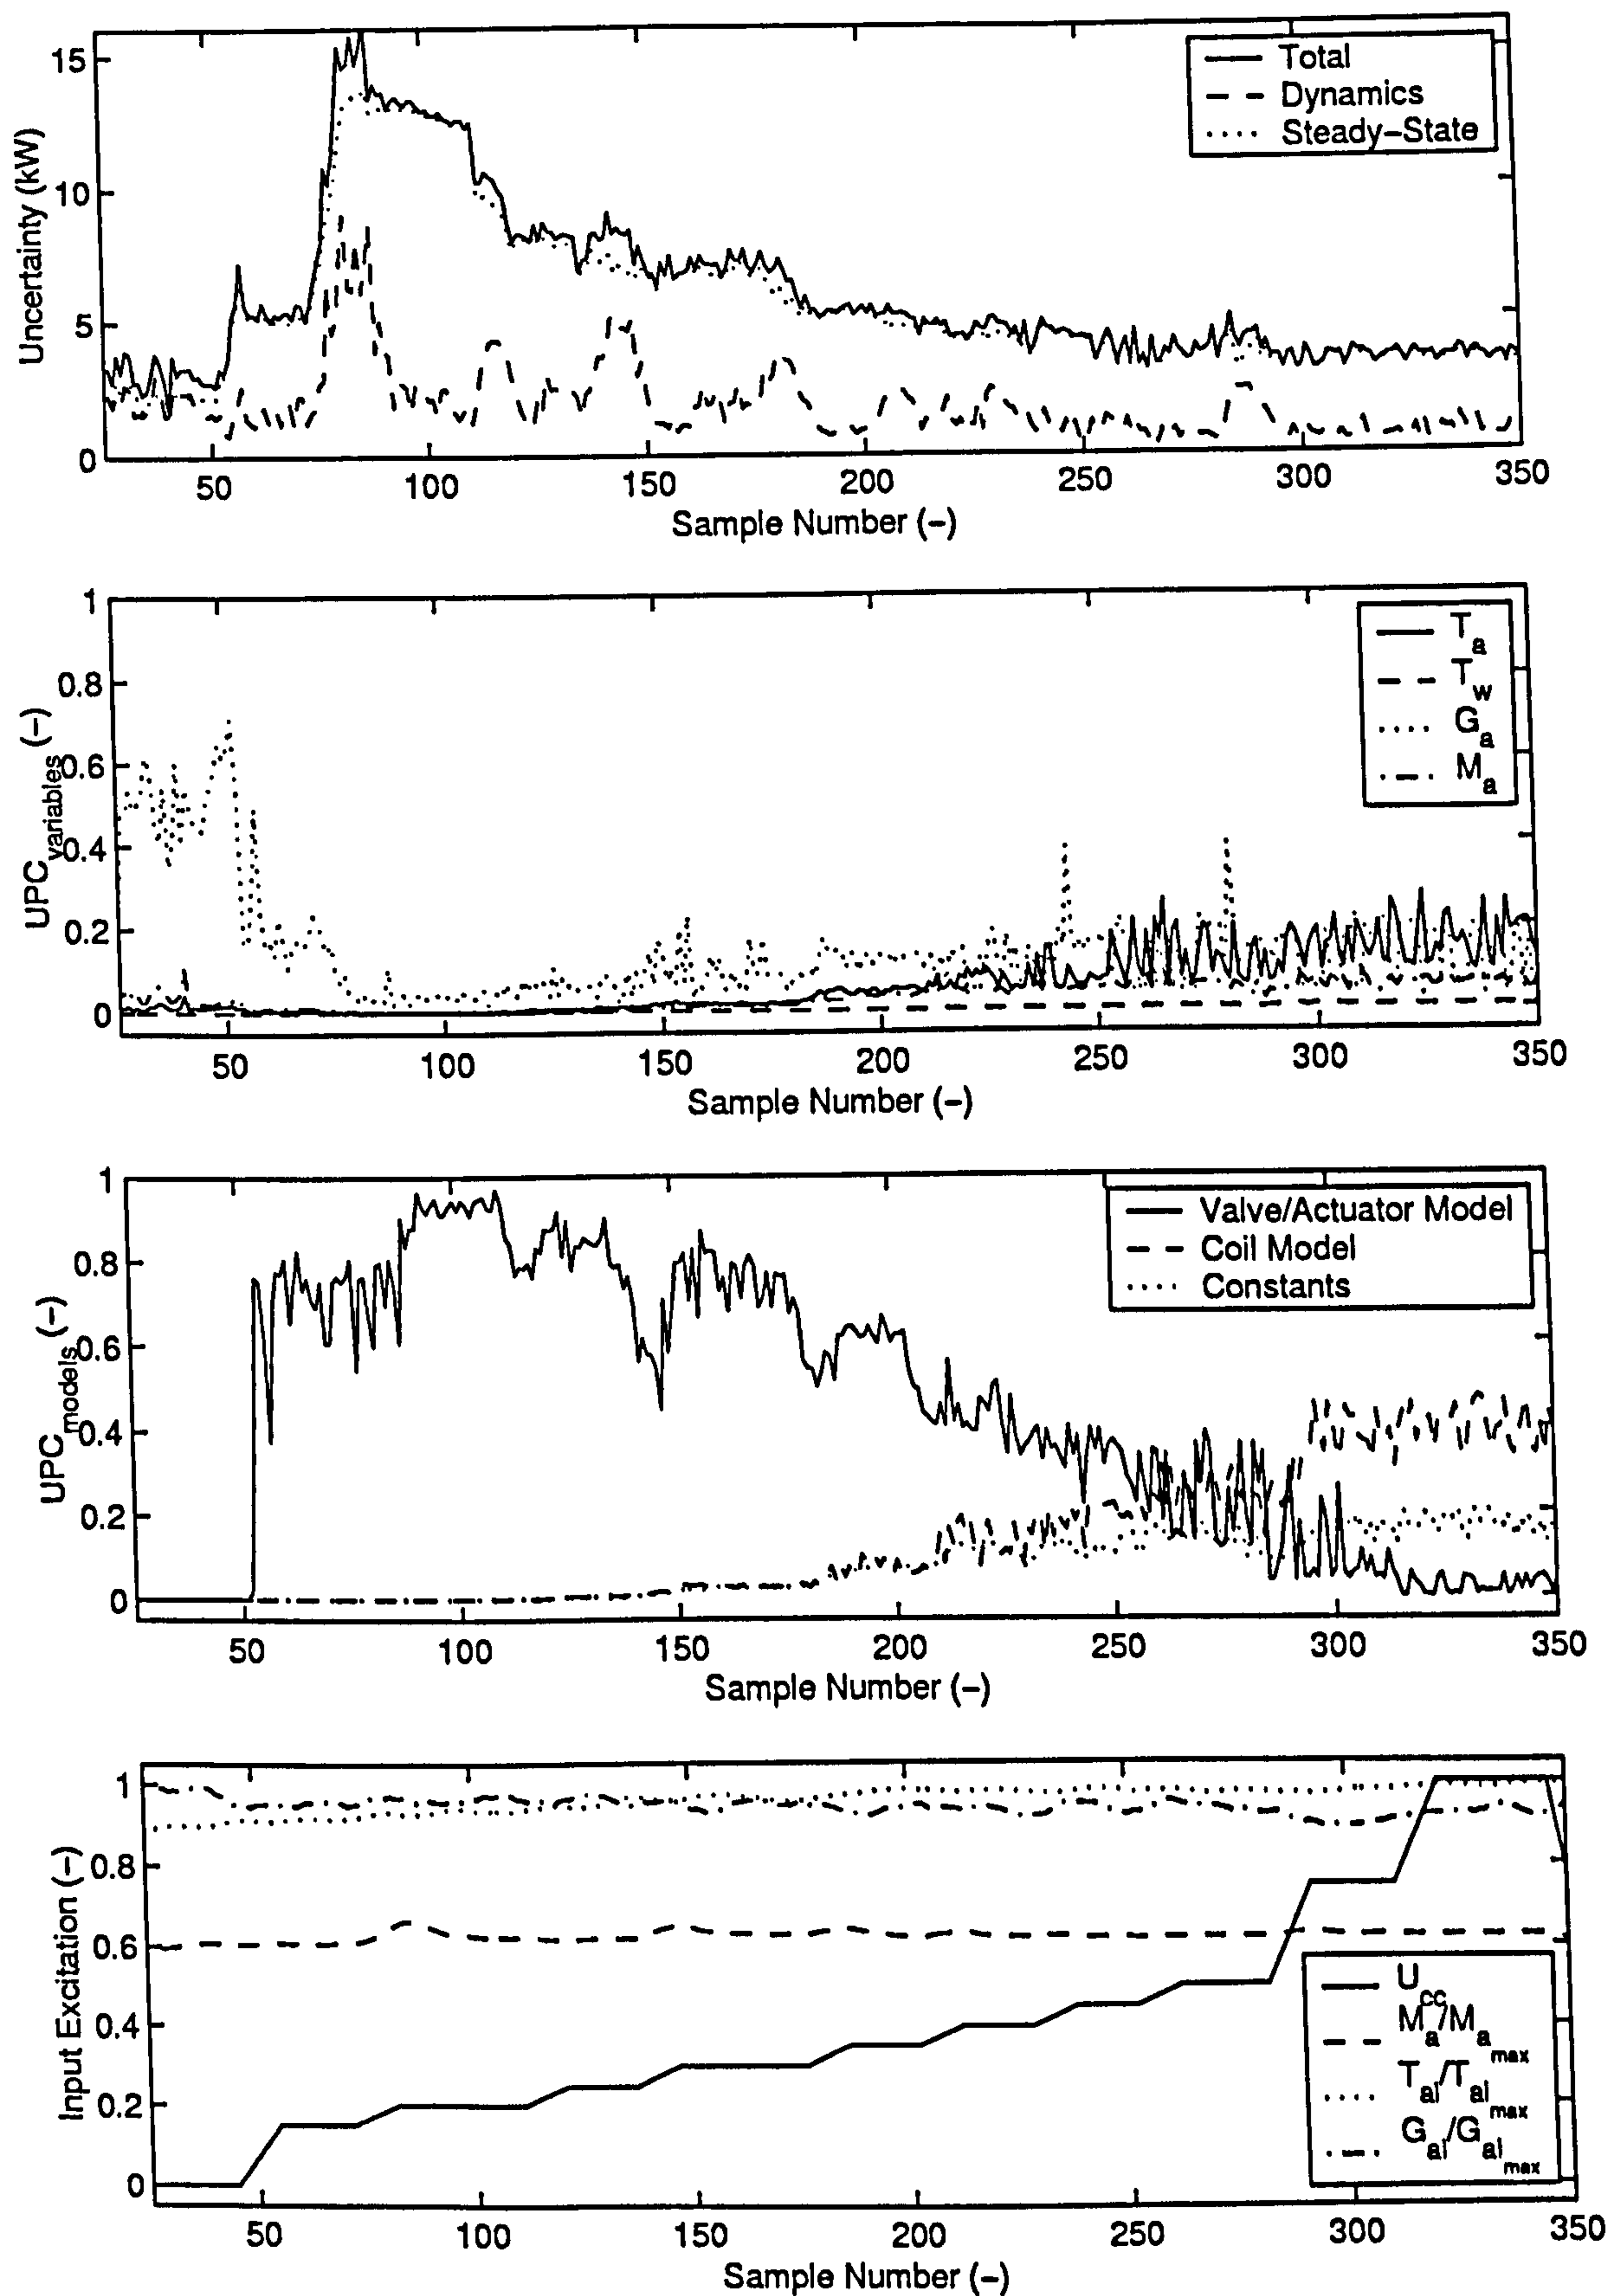 15
10
5
0
Uncertainty (kW)
Total
Dynamics
Steady-State
50 100 150 200 250 300 350
Sample Number (-)
1
0.8
0.6
0.4
0.2
0
UPC variables (-)
Ta
Tw
Ga
Ma
50 100 150 200 250 300 350
Sample Number (-)
1
0.8
0.6
0.4
0.2
0
UPC models (-)
Valve/Actuator Model
Coil Model
Constants
50 100 150 200 250 300 350
Sample Number (-)
1
0.8
0.6
0.4
0.2
0
Input Excitation (-)
Ucc
Ma/Ma max
Tai/Tai max
Gai/Gai max
50 100 150 200 250 300 350
Sample Number (-)